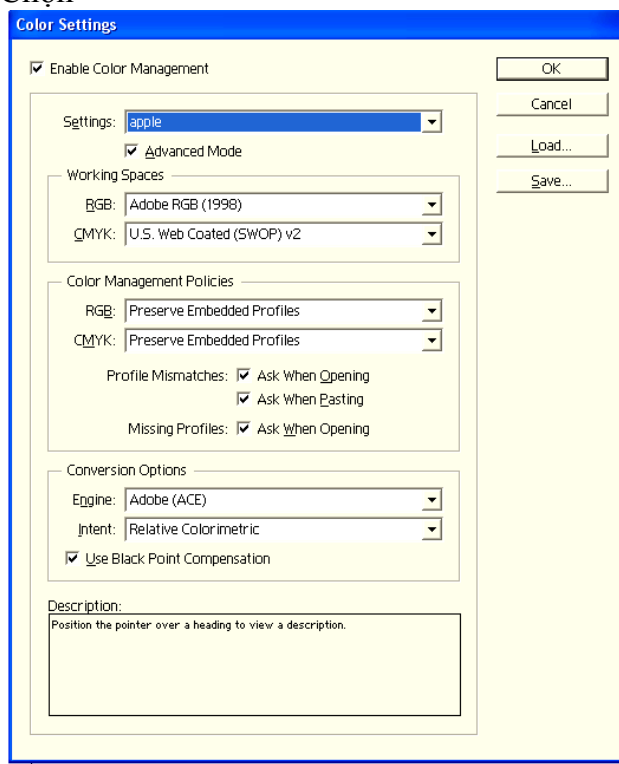 Chọn
Color Settings
Enable Color Management
OK
Cancel
Settings: apple
Load...
Advanced Mode
Working Spaces
Save...
RGB: Adobe RGB (1998)
CMYK: U.S. Web Coated (SWOP) v2
Color Management Policies
RGB: Preserve Embedded Profiles
CMYK: Preserve Embedded Profiles
Profile Mismatches: Ask When Opening
Ask When Pasting
Missing Profiles: Ask When Opening
Conversion Options
Engine: Adobe (ACE)
Intent: Relative Colorimetric
Use Black Point Compensation
Description:
Position the pointer over a heading to view a description.